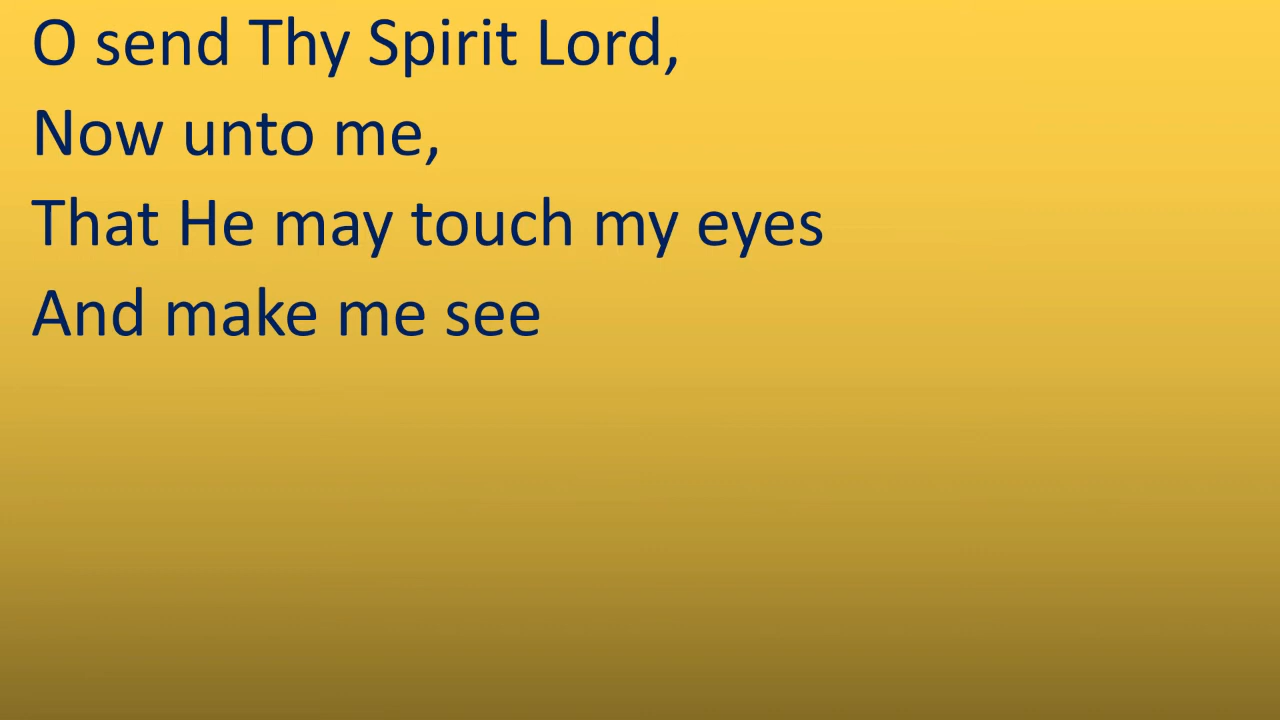 O send Thy Spirit Lord,
Now unto me,
That He may touch my eyes
And make me see